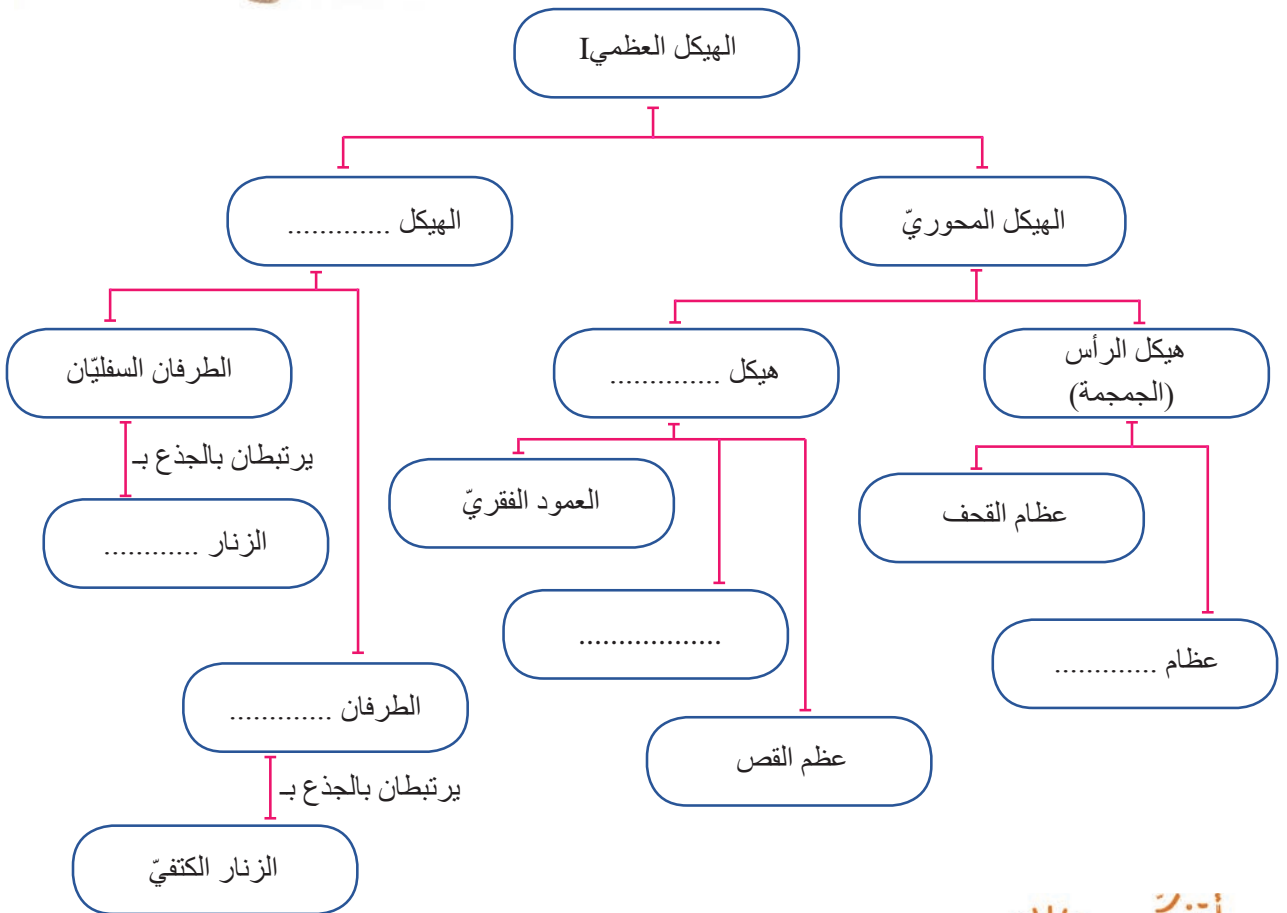 الهيكل العظميI
الهيكل المحوريّ
الهيكل .............
هيكل الرأس
(الجمجمة)
هيكل ..............
الطرفان السفليّان
عظام القحف
العمود الفقريّ
يرتبطان بالجذع بـ
الزنار ............
عظام .............
..................
الطرفان .............
عظم القص
يرتبطان بالجذع بـ
الزنار الكتفيّ